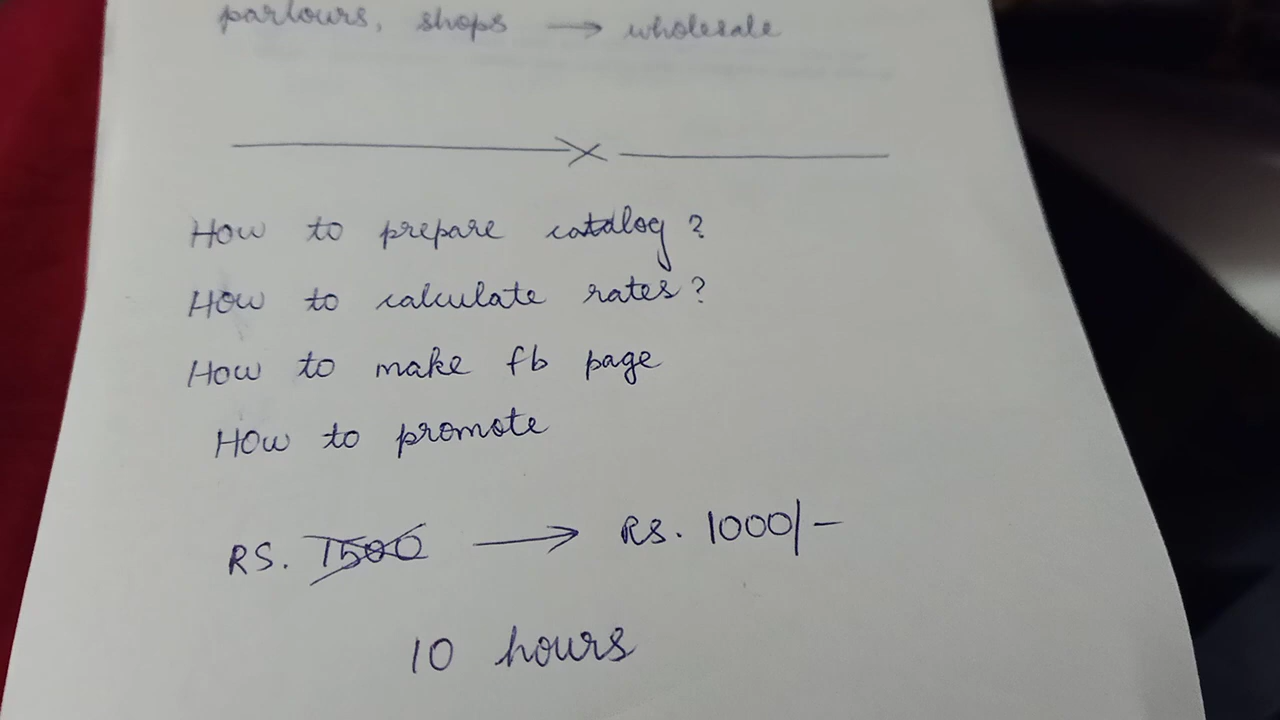 parlours, shops → wholesale
How to prepare catalog?
How to calculate rates?
How to make fb page
How to promote
RS. 1500 → RS. 1000/-
10 hours